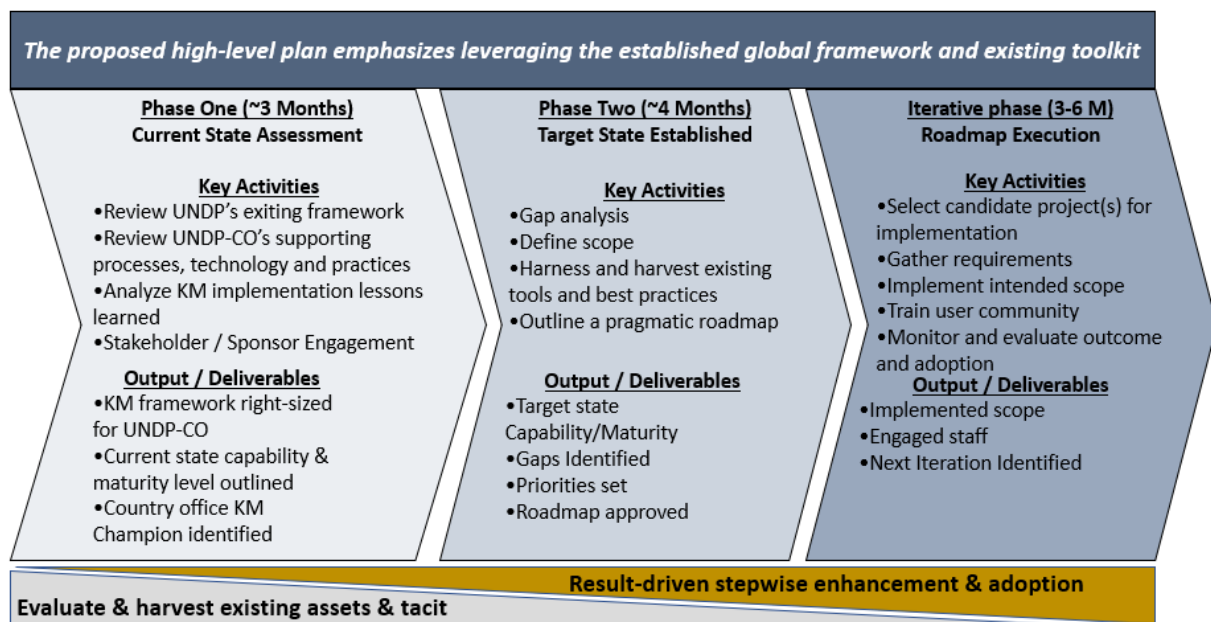 The proposed high-level plan emphasizes leveraging the established global framework and existing toolkit
Phase One (~3 Months)
Current State Assessment
Key Activities
•Review UNDP's exiting framework
•Review UNDP-CO's supporting
processes, technology and practices
•Analyze KM implementation lessons
learned
•Stakeholder / Sponsor Engagement
Output / Deliverables
•KM framework right-sized
for UNDP-CO
•Current state capability &
maturity level outlined
•Country office KM
Champion identified
Phase Two (~4 Months)
Target State Established
Key Activities
•Gap analysis
•Define scope
•Harness and harvest existing
tools and best practices
•Outline a pragmatic roadmap
Output / Deliverables
•Target state
Capability/Maturity
•Gaps Identified
•Priorities set
•Roadmap approved
Iterative phase (3-6 M)
Roadmap Execution
Key Activities
•Select candidate project(s) for
implementation
•Gather requirements
•Implement intended scope
•Train user community
•Monitor and evaluate outcome
and adoption
Output / Deliverables
•Implemented scope
•Engaged staff
•Next Iteration Identified
Result-driven stepwise enhancement & adoption
Evaluate & harvest existing assets & tacit